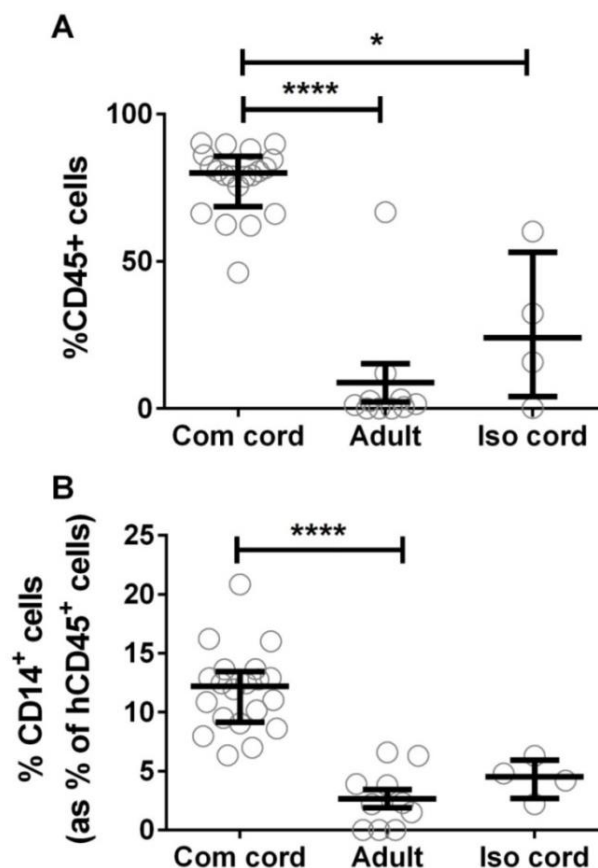 A
*
****
100
50
0
%CD45+ cells
Com cord Adult Iso cord
B
****
25
20
15
10
5
0
% CD14+ cells
(as % of hCD45+ cells)
Com cord Adult Iso cord